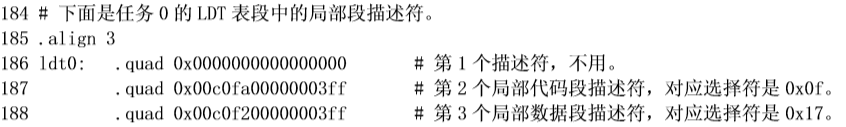 184 # 下面是任务 0 的 LDT 表段中的局部段描述符。
185 .align 3
186 ldt0: .quad 0x0000000000000000 # 第 1 个描述符，不用。
187 .quad 0x00c0fa00000003ff # 第 2 个局部代码段描述符，对应选择符是 0x0f。
188 .quad 0x00c0f200000003ff # 第 3 个局部数据段描述符，对应选择符是 0x17。